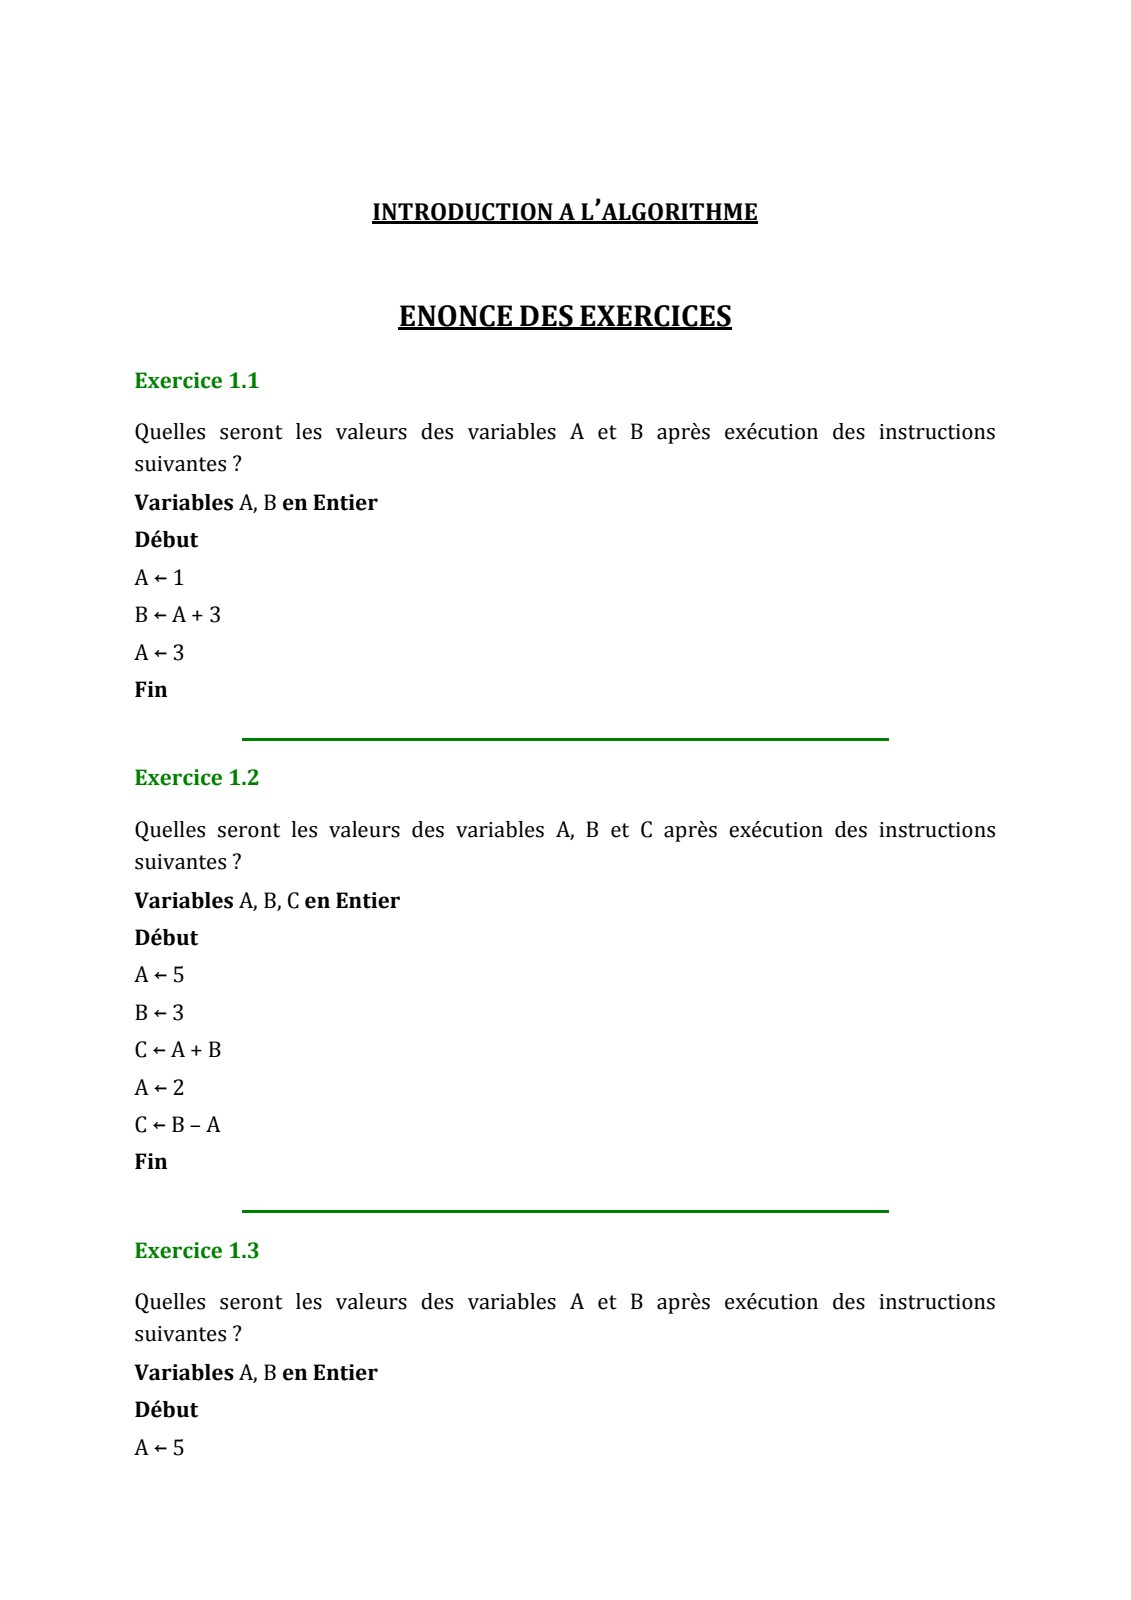 INTRODUCTION A L’ALGORITHME
ENONCE DES EXERCICES
Exercice 1.1
Quelles seront les valeurs des variables A et B après exécution des instructions
suivantes ?
Variables A, B en Entier
Début
A ← 1
B ← A + 3
A ← 3
Fin
Exercice 1.2
Quelles seront les valeurs des variables A, B et C après exécution des instructions
suivantes ?
Variables A, B, C en Entier
Début
A ← 5
B ← 3
C ← A + B
A ← 2
C ← B – A
Fin
Exercice 1.3
Quelles seront les valeurs des variables A et B après exécution des instructions
suivantes ?
Variables A, B en Entier
Début
A ← 5